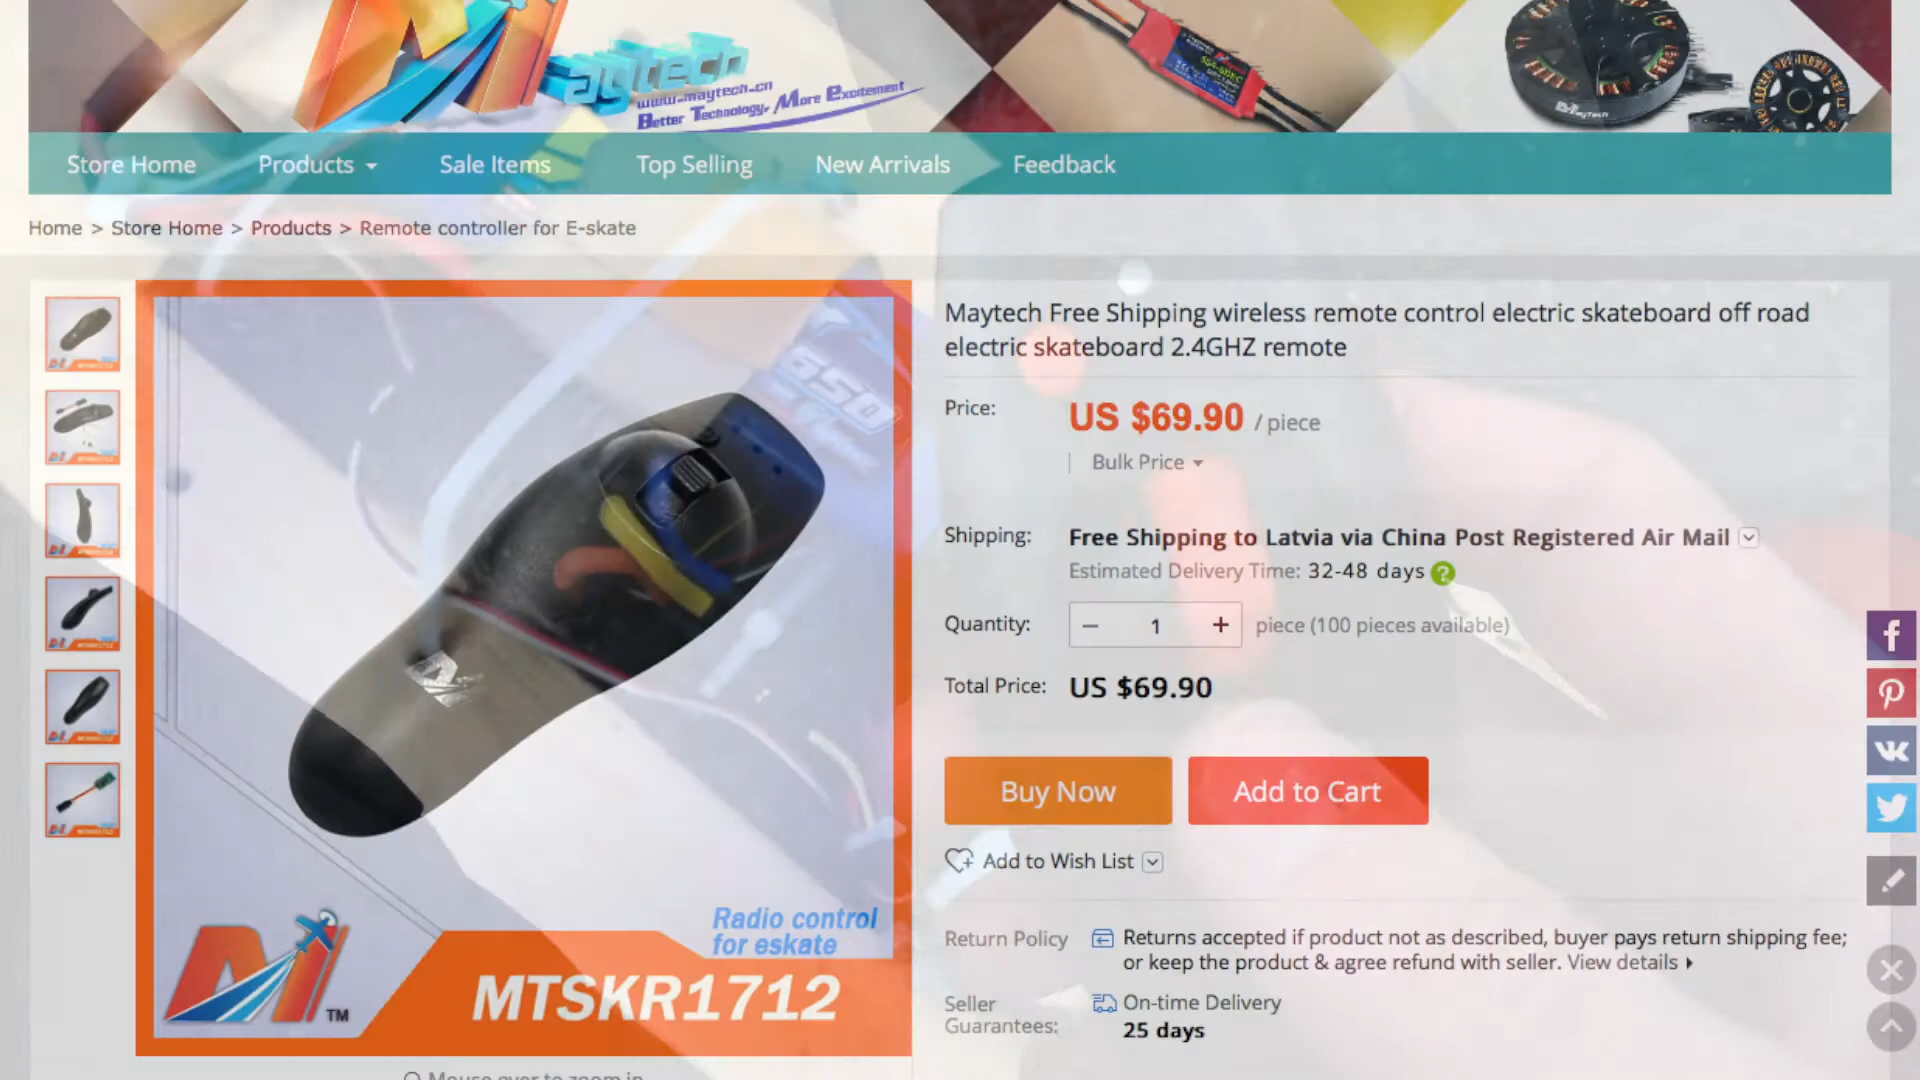 Maytech
www.maytech.cn
Better Technology, More Excitement
Store Home
Products
Sale Items
Top Selling
New Arrivals
Feedback
Home > Store Home > Products > Remote controller for E-skate
Maytech Free Shipping wireless remote control electric skateboard off road
electric skateboard 2.4GHZ remote
Price:
US $69.90 / piece
Bulk Price
Shipping:
Free Shipping to Latvia via China Post Registered Air Mail
Estimated Delivery Time: 32-48 days
Quantity:
1
piece (100 pieces available)
Total Price:
US $69.90
Buy Now
Add to Cart
Add to Wish List
Return Policy
Returns accepted if product not as described, buyer pays return shipping fee;
or keep the product & agree refund with seller. View details
Seller
Guarantees:
On-time Delivery
25 days
650
Radio control
for eskate
MTSKR1712
TM
Mouse over to zoom in